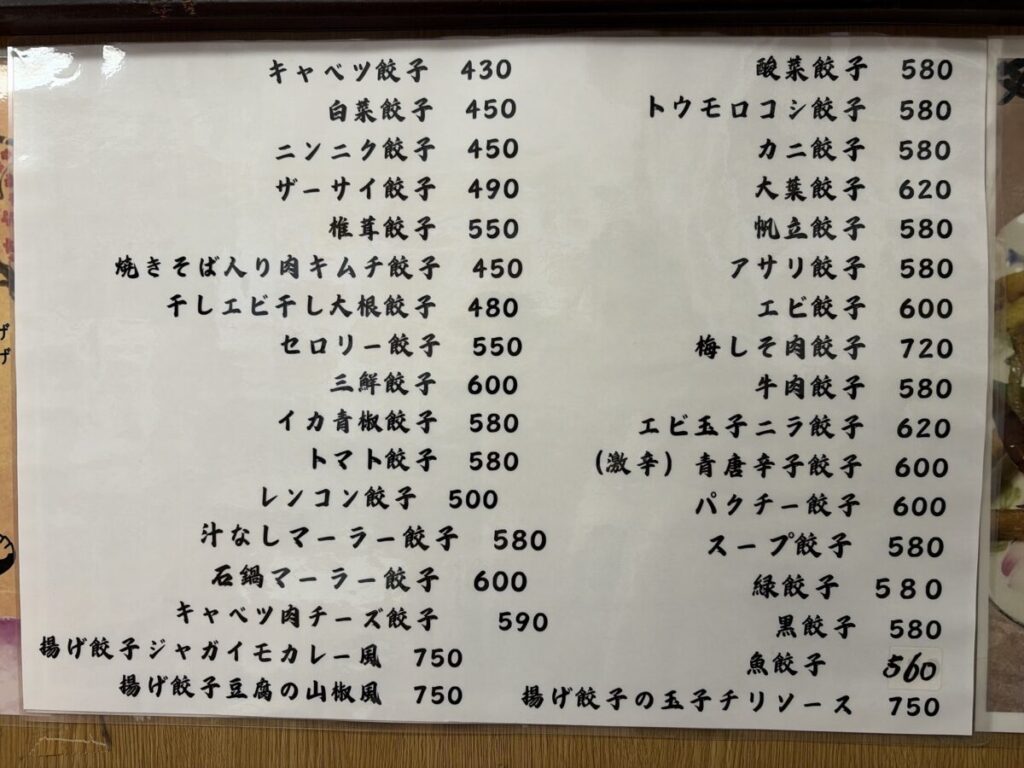 キャベツ餃子 430
白菜餃子 450
ニンニク餃子 450
ザーサイ餃子 490
椎茸餃子 550
焼きそば入り肉キムチ餃子 450
干しエビ干し大根餃子 480
セロリー餃子 550
三鮮餃子 600
イカ青椒餃子 580
トマト餃子 580
レンコン餃子 500
汁なしマーラー餃子 580
石鍋マーラー餃子 600
キャベツ肉チーズ餃子 590
揚げ餃子ジャガイモカレー風 750
揚げ餃子豆腐の山椒風 750
酸菜餃子 580
トウモロコシ餃子 580
カニ餃子 580
大葉餃子 620
帆立餃子 580
アサリ餃子 580
エビ餃子 600
梅しそ肉餃子 720
牛肉餃子 580
エビ玉子ニラ餃子 620
(激辛) 青唐辛子餃子 600
パクチー餃子 600
スープ餃子 580
緑餃子 580
黒餃子 580
魚餃子 560
揚げ餃子の玉子チリソース 750